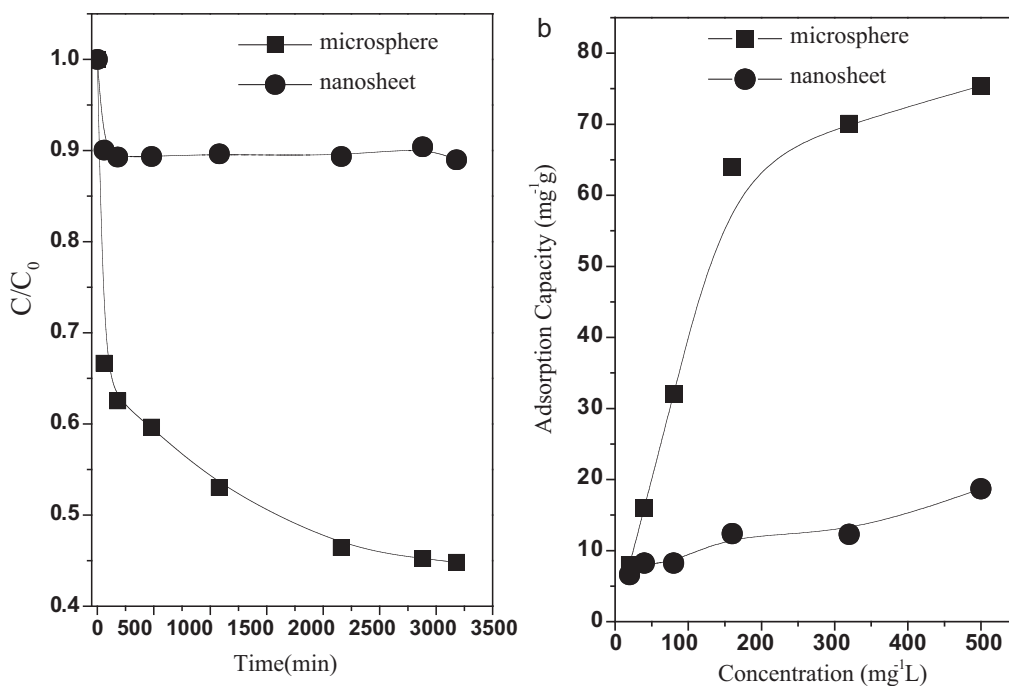 microsphere
nanosheet
1.0
0.9
0.8
0.7
0.6
0.5
0.4
C/C0
0 500 1000 1500 2000 2500 3000 3500
Time(min)
b
microsphere
nanosheet
80
70
60
50
40
30
20
10
0
Adsorption Capacity (mg-1g)
0 100 200 300 400 500
Concentration (mg-1L)